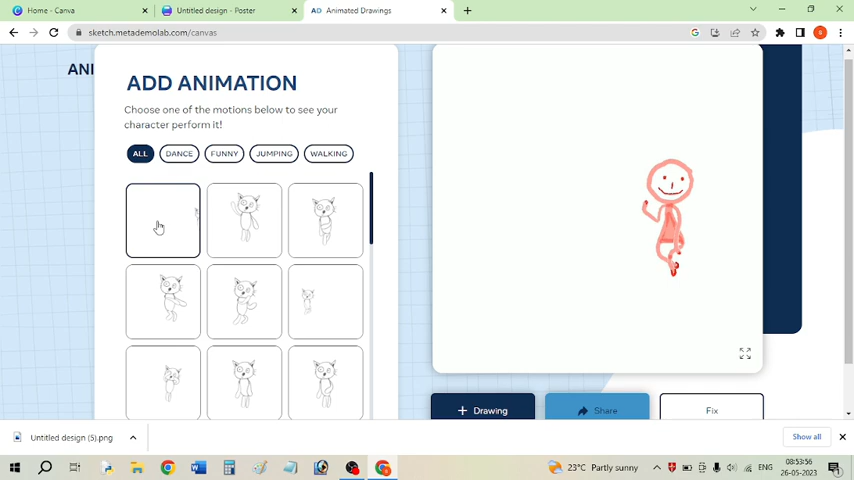 Home - Canva
Untitled design - Poster
AD Animated Drawings
sketch.metademolab.com/canvas
ANI
ADD ANIMATION
Choose one of the motions below to see your
character perform it!
ALL DANCE FUNNY JUMPING WALKING
+ Drawing Share Fix
Untitled design (5).png
Show all
23°C Partly sunny
ENG
08:53:56
26-05-2023